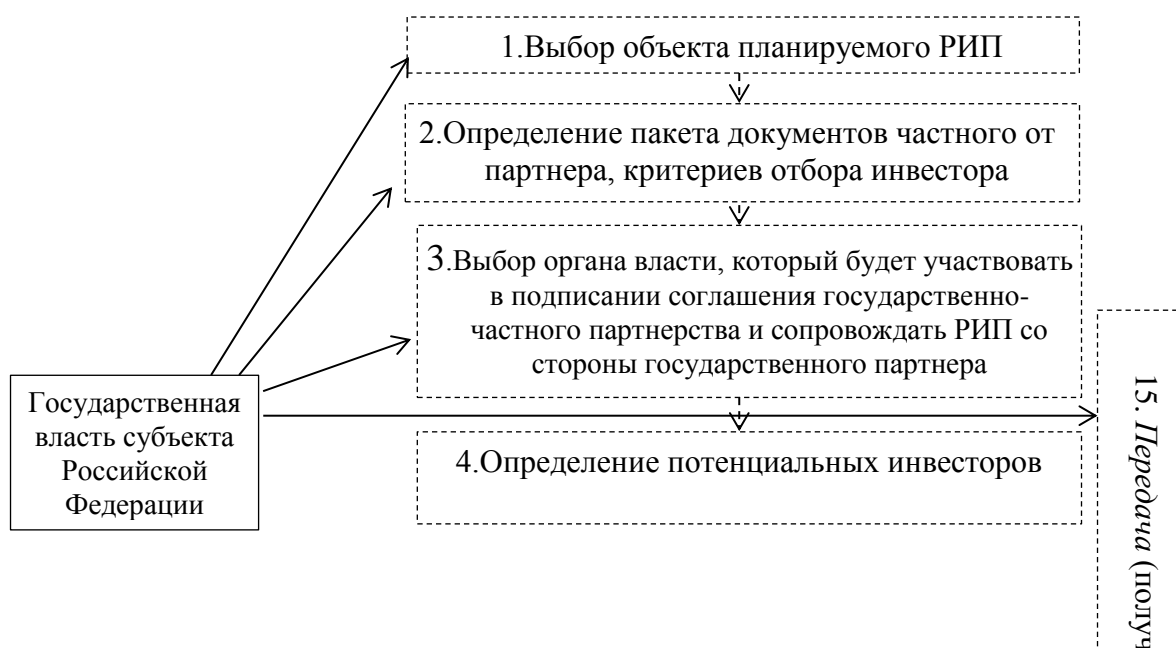 1.Выбор объекта планируемого РИП
2.Определение пакета документов частного от
партнера, критериев отбора инвестора
3.Выбор органа власти, который будет участвовать
в подписании соглашения государственно-
частного партнерства и сопровождать РИП со
стороны государственного партнера
Государственная
власть субъекта
Российской
Федерации
4.Определение потенциальных инвесторов
15. Передача (получ